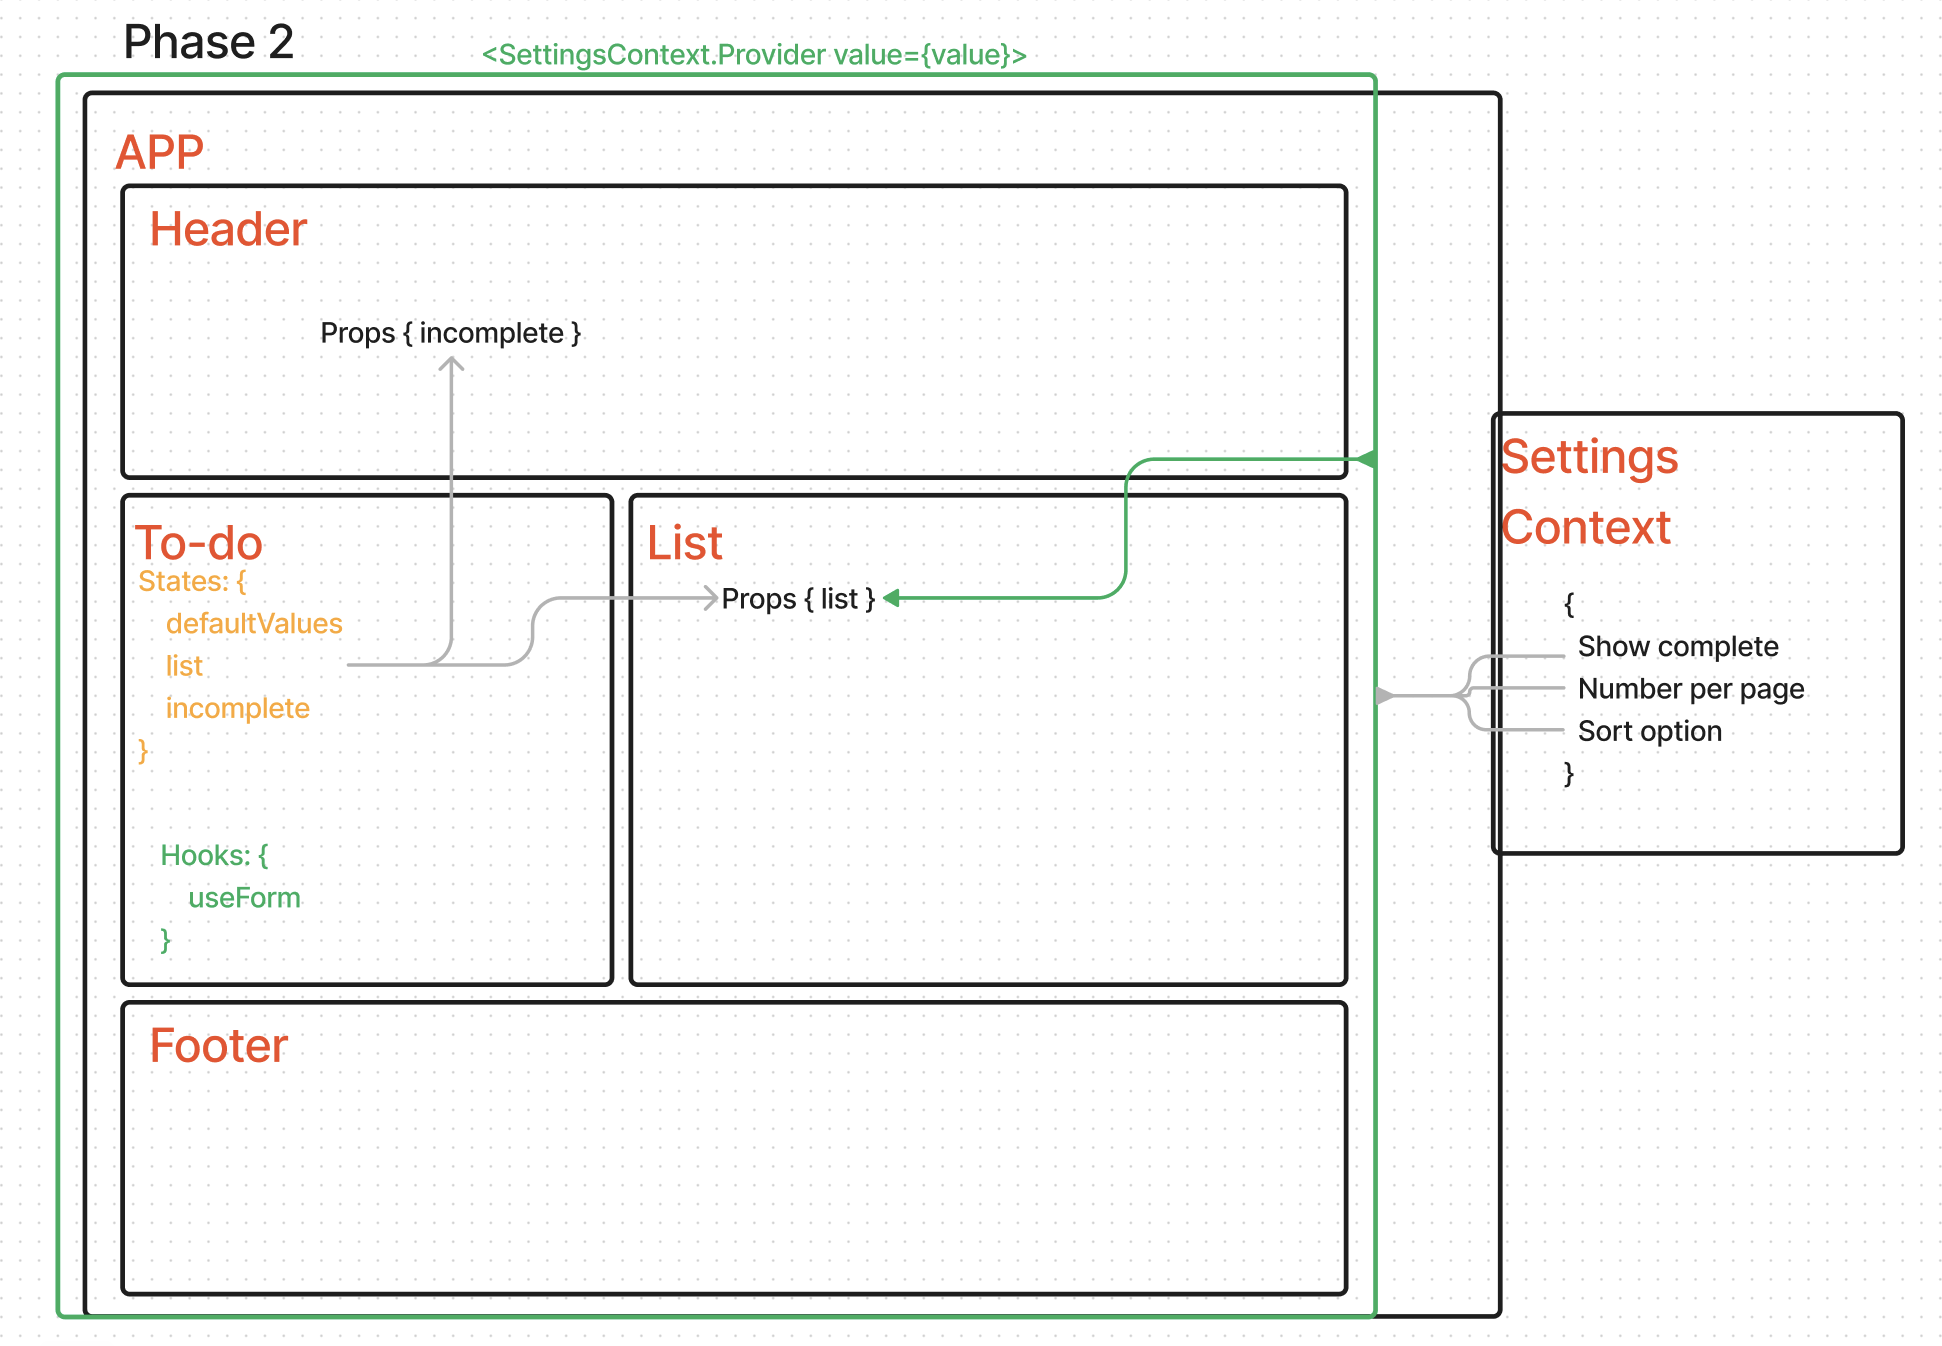 Phase 2
<SettingsContext.Provider value={value}>
APP
Header
Props { incomplete }
To-do
States: {
defaultValues
list
incomplete
}
Hooks: {
useForm
}
List
Props { list }
Footer
Settings
Context
{
Show complete
Number per page
Sort option
}